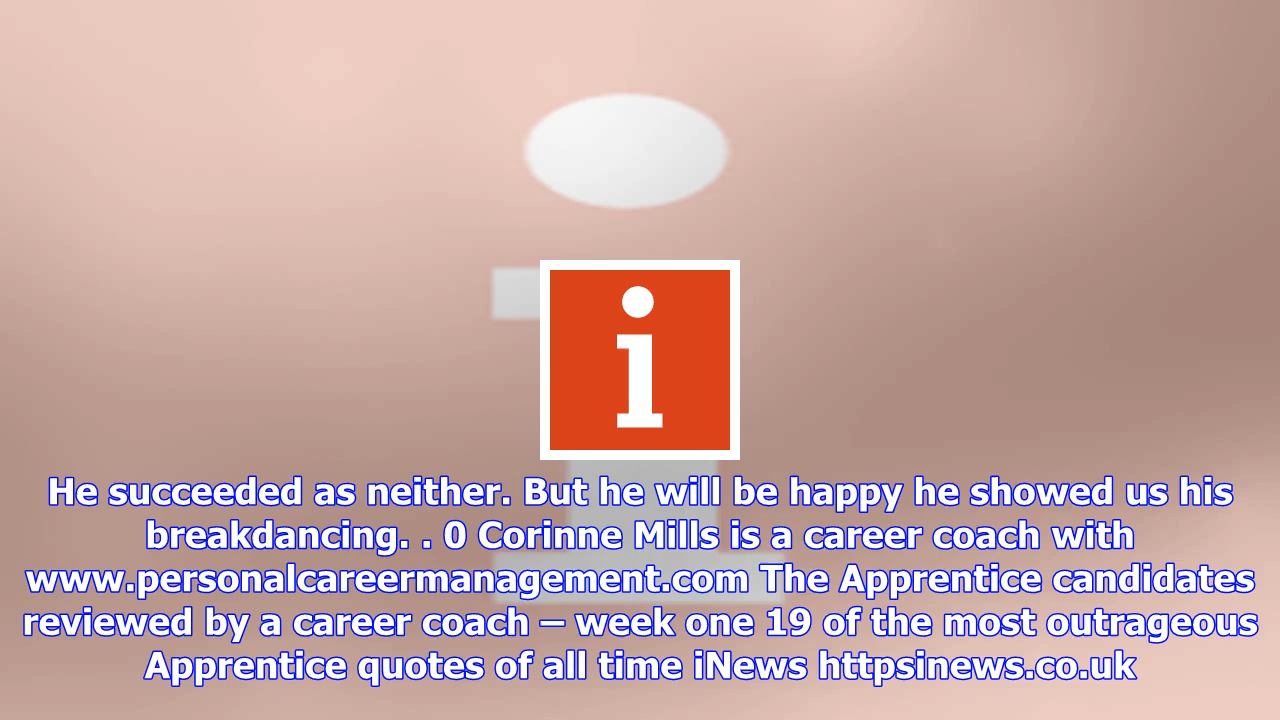 i
He succeeded as neither. But he will be happy he showed us his
breakdancing. . 0 Corinne Mills is a career coach with
www.personalcareermanagement.com The Apprentice candidates
reviewed by a career coach – week one 19 of the most outrageous
Apprentice quotes of all time iNews httpsinews.co.uk